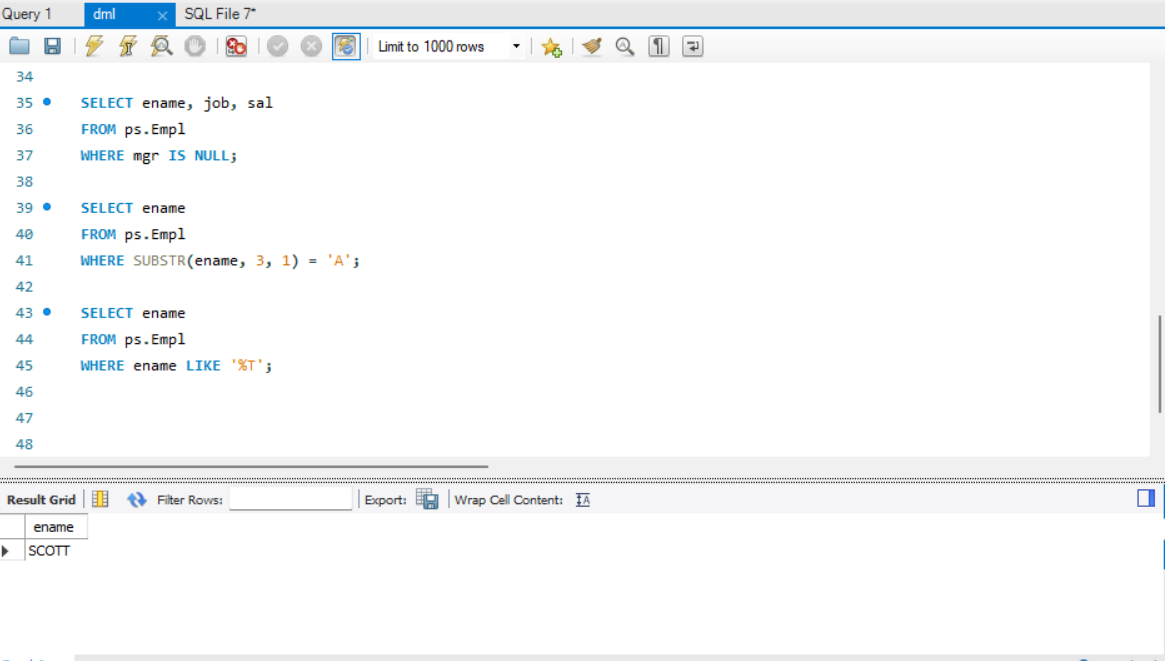 Query 1 dml SQL File 7*
Limit to 1000 rows
34
35 SELECT ename, job, sal
36 FROM ps.Empl
37 WHERE mgr IS NULL;
38
39 SELECT ename
40 FROM ps.Empl
41 WHERE SUBSTR(ename, 3, 1) = 'A';
42
43 SELECT ename
44 FROM ps.Empl
45 WHERE ename LIKE '%T';
46
47
48
Result Grid Filter Rows: Export: Wrap Cell Content:
ename
SCOTT